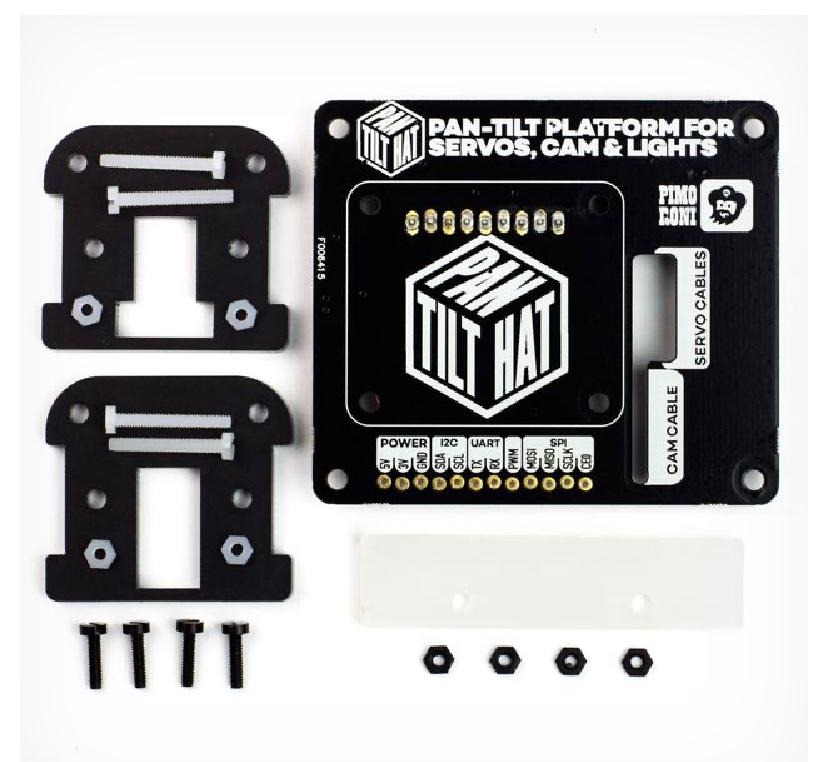 PAN
TILT HAT
PAN-TILT PLATFORM FOR
SERVOS, CAM & LIGHTS
PIMO
RONI
F006415
PAN
TILT HAT
SERVO CABLES
CAM CABLE
POWER I2C UART SPI
5V 3V GND SDA SCL TX RX PWM MOSI MISO SCLK CE0